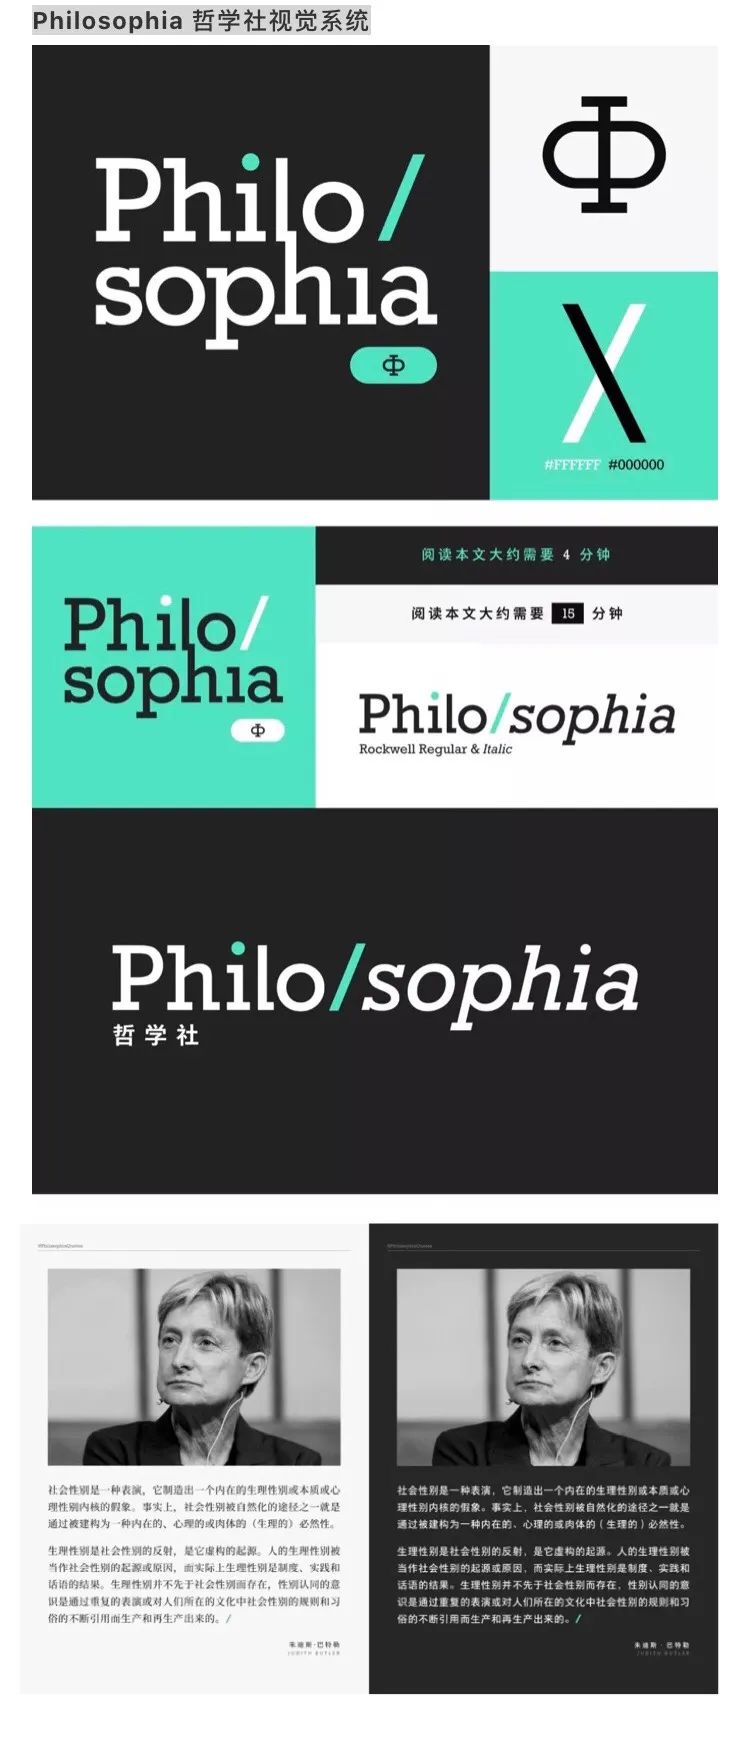 Philosophia 哲学社视觉系统
Philo/
sophia
Φ
Φ
#FFFFFF #000000
Philo/
sophia
Φ
阅读本文大约需要 4 分钟
阅读本文大约需要 15 分钟
Philo/sophia
Rockwell Regular & Italic
Philo/sophia
哲学社
#PhilosophiaQuotes
社会性别是一种表演，它制造出一个内在的生理性别或本质或心
理性别内核的假象。事实上，社会性别被自然化的途径之一就是
通过被建构为一种内在的、心理的或肉体的（生理的）必然性。
生理性别是社会性别的反射，是它虚构的起源。人的生理性别被
当作社会性别的起源或原因，而实际上生理性别是制度、实践和
话语的结果。生理性别并不先于社会性别而存在，性别认同的意
识是通过重复的表演或对人们所在的文化中社会性别的规则和习
俗的不断引用而生产和再生产出来的。/
朱迪斯·巴特勒
JUDITH BUTLER
#PhilosophiaQuotes
社会性别是一种表演，它制造出一个内在的生理性别或本质或心
理性别内核的假象。事实上，社会性别被自然化的途径之一就是
通过被建构为一种内在的、心理的或肉体的（生理的）必然性。
生理性别是社会性别的反射，是它虚构的起源。人的生理性别被
当作社会性别的起源或原因，而实际上生理性别是制度、实践和
话语的结果。生理性别并不先于社会性别而存在，性别认同的意
识是通过重复的表演或对人们所在的文化中社会性别的规则和习
俗的不断引用而生产和再生产出来的。/
朱迪斯·巴特勒
JUDITH BUTLER